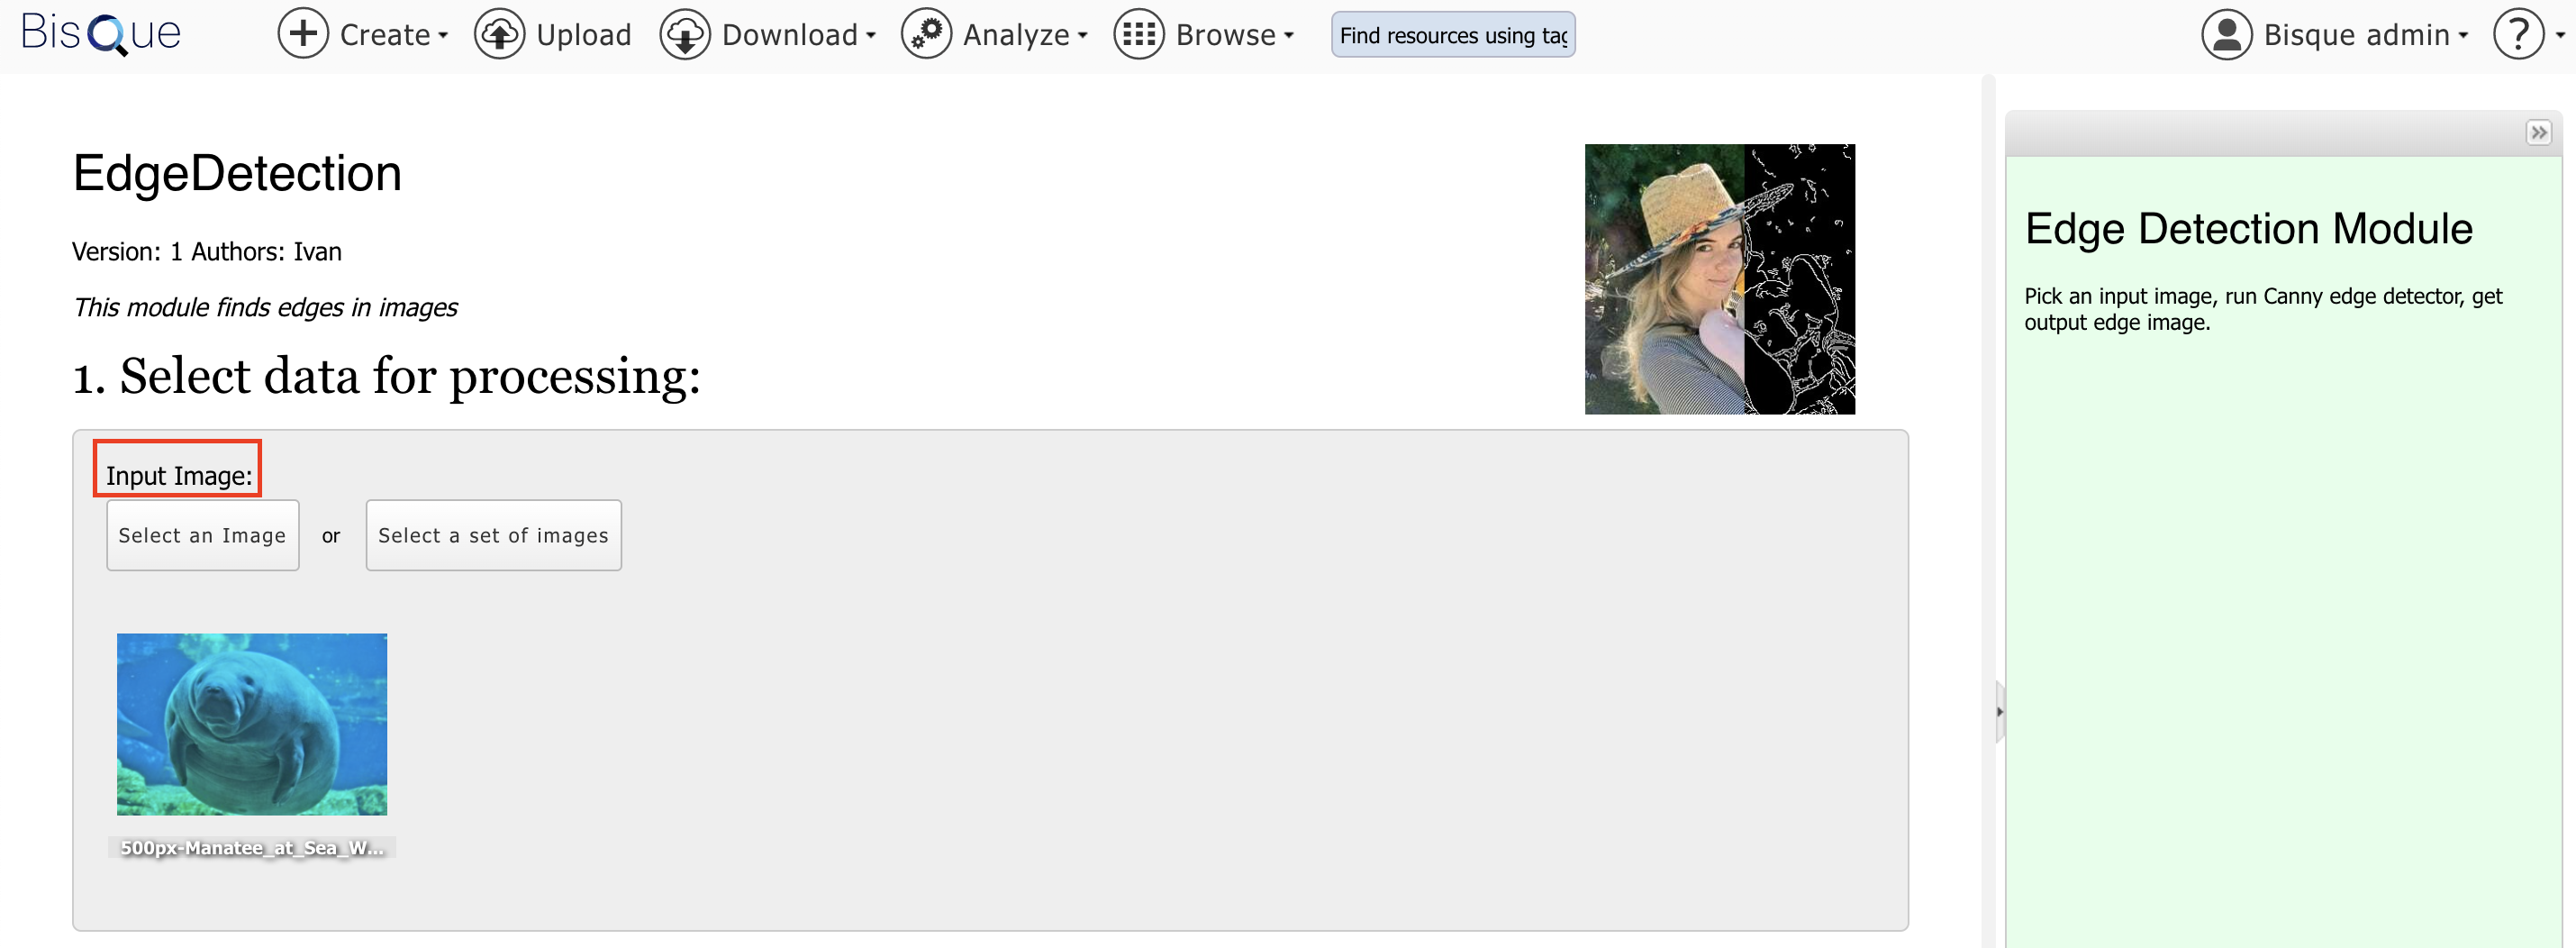 BisQue Create Upload Download Analyze Browse Find resources using tag Bisque admin ?
EdgeDetection
Version: 1 Authors: Ivan
This module finds edges in images
1. Select data for processing:
Input Image:
Select an Image or Select a set of images
500px-Manatee_at_Sea_W...
Edge Detection Module
Pick an input image, run Canny edge detector, get
output edge image.